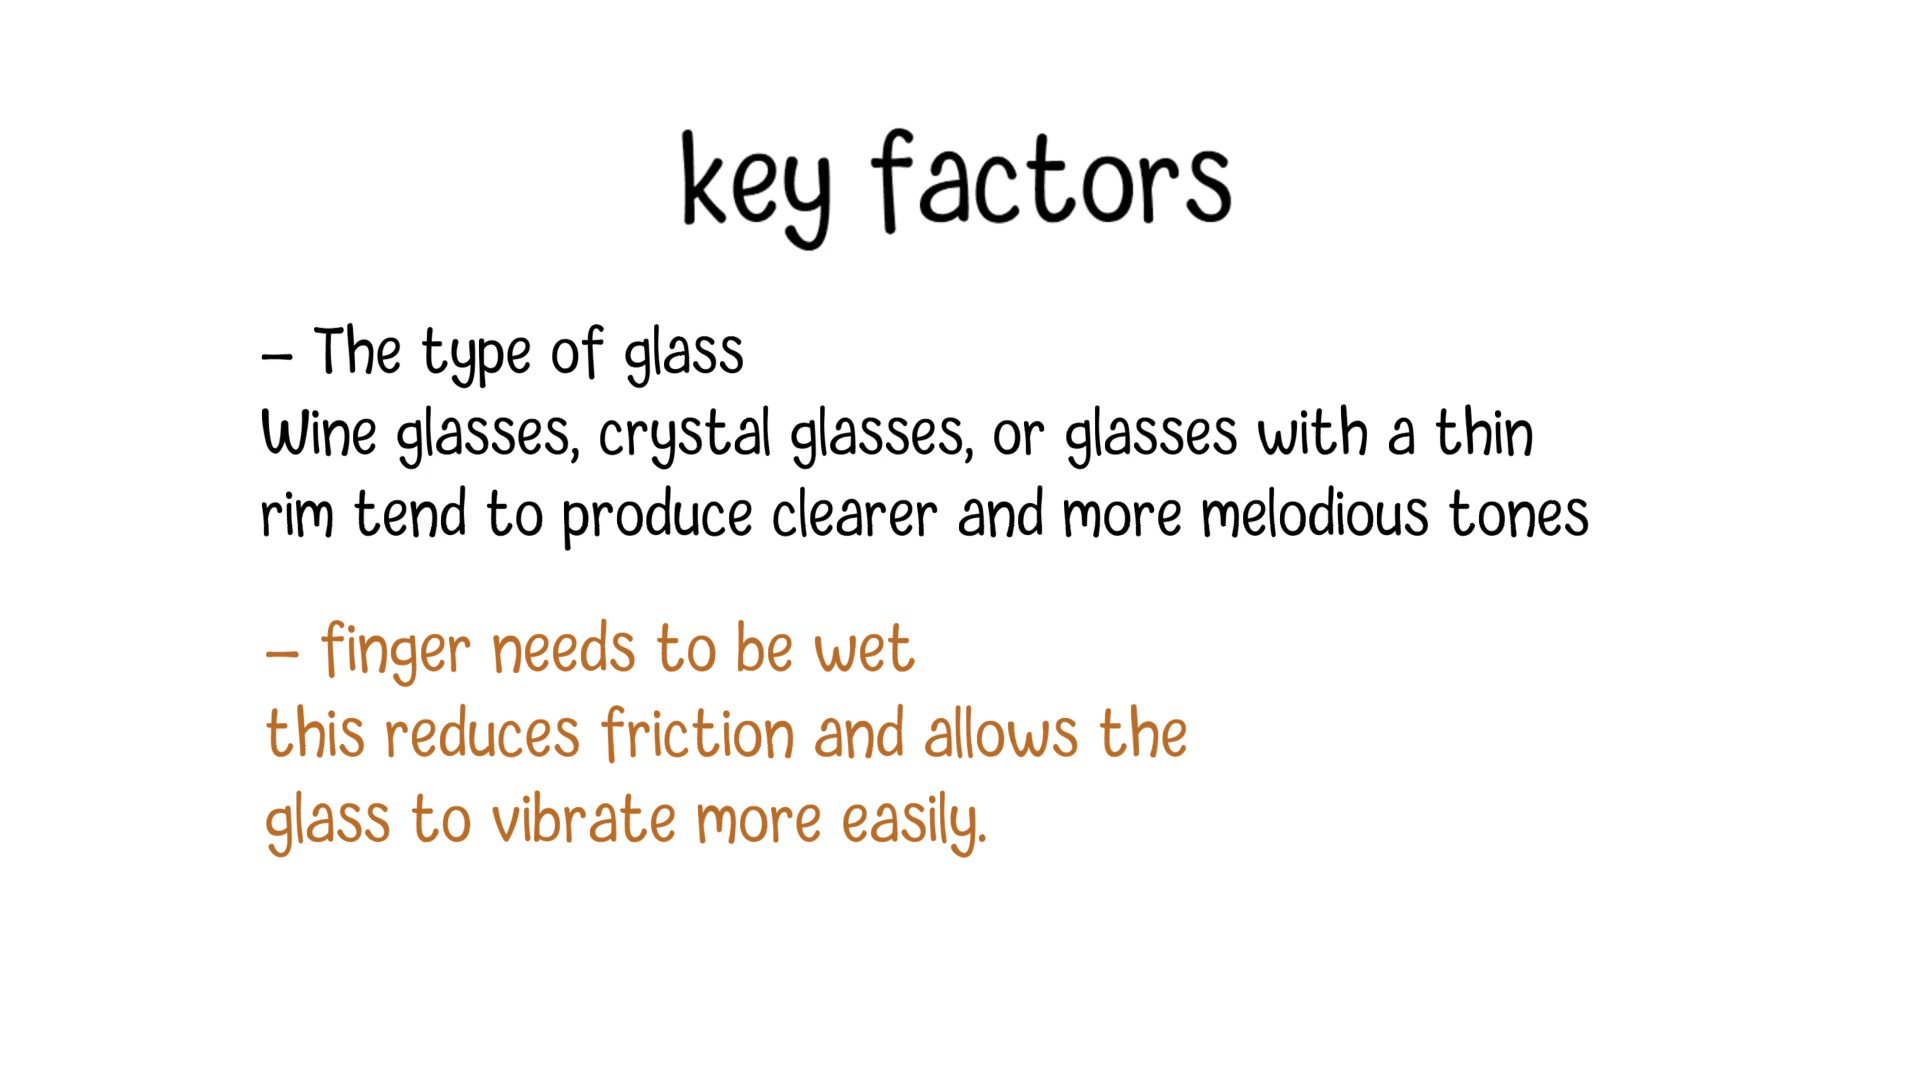 key factors
– The type of glass
Wine glasses, crystal glasses, or glasses with a thin
rim tend to produce clearer and more melodious tones
– finger needs to be wet
this reduces friction and allows the
glass to vibrate more easily.